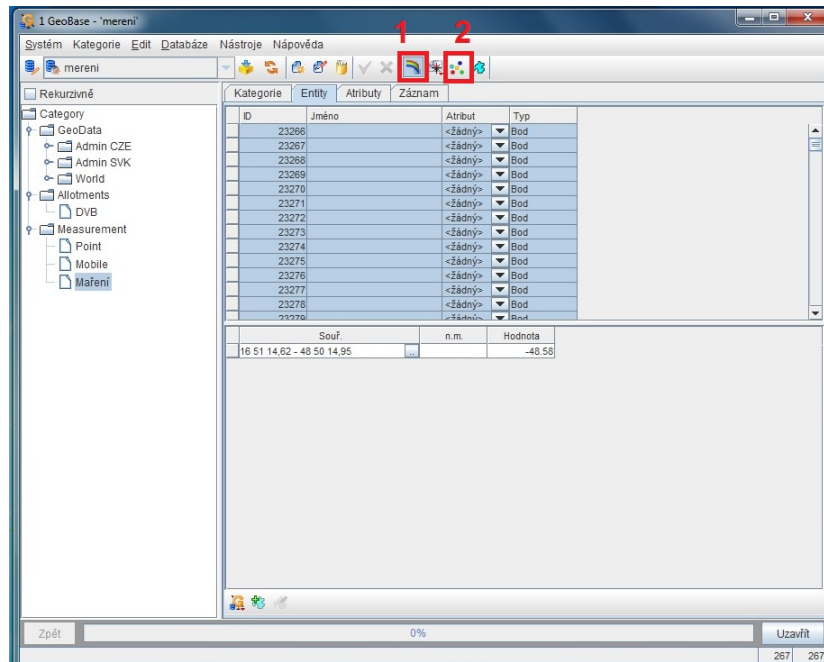 1 GeoBase - 'mereni'
1 2
Systém Kategorie Edit Databáze Nástroje Nápověda
mereni
Rekurzivně
Category
GeoData
Admin CZE
Admin SVK
World
Allotments
DVB
Measurement
Point
Mobile
Maření
Kategorie Entity Atributy Záznam
ID Jméno Atribut Typ
23266 <žádný> Bod
23267 <žádný> Bod
23268 <žádný> Bod
23269 <žádný> Bod
23270 <žádný> Bod
23271 <žádný> Bod
23272 <žádný> Bod
23273 <žádný> Bod
23274 <žádný> Bod
23275 <žádný> Bod
23276 <žádný> Bod
23277 <žádný> Bod
23278 <žádný> Bod
23279 <žádný> Bod
Souř. n.m. Hodnota
16 51 14,62 - 48 50 14,95 ... -48.58
Zpět 0% Uzavřít
267 267